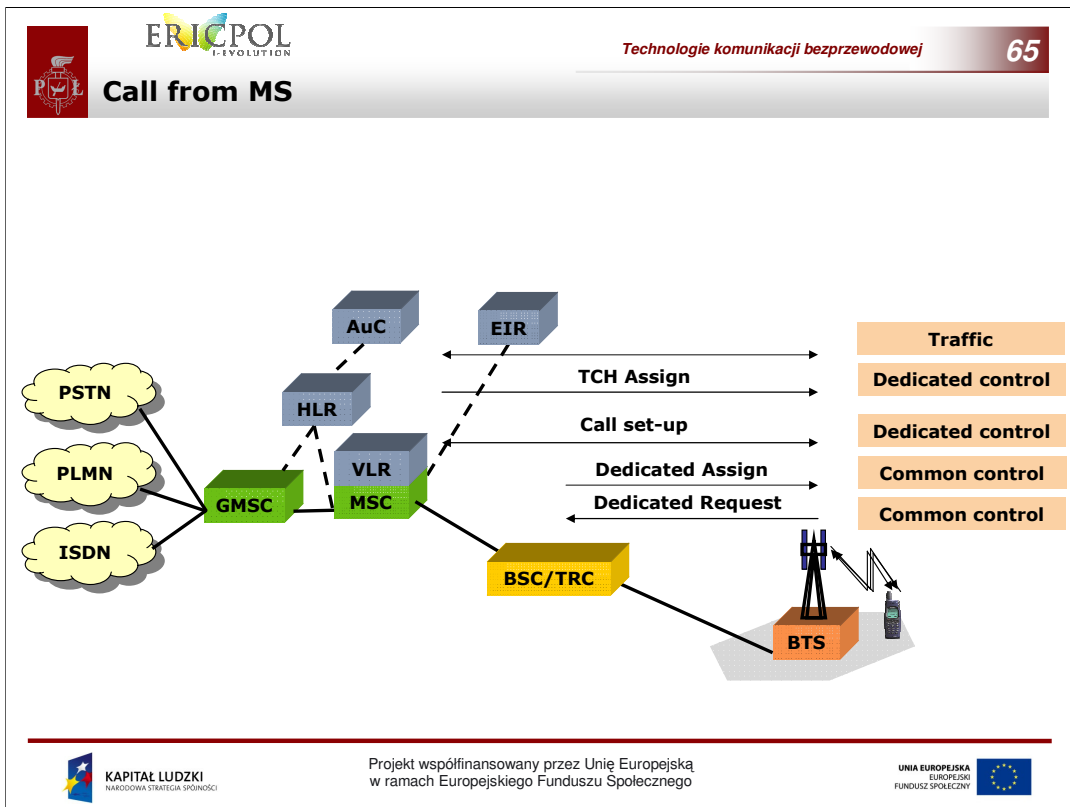 ERICPOL
I-EVOLUTION
Technologie komunikacji bezprzewodowej
65
P Ł
Call from MS
AuC
EIR
Traffic
PSTN
TCH Assign
Dedicated control
HLR
Call set-up
Dedicated control
PLMN
VLR
Dedicated Assign
Common control
GMSC
MSC
Dedicated Request
Common control
ISDN
BSC/TRC
BTS
KAPITAŁ LUDZKI
NARODOWA STRATEGIA SPÓJNOŚCI
Projekt współfinansowany przez Unię Europejską
w ramach Europejskiego Funduszu Społecznego
UNIA EUROPEJSKA
EUROPEJSKI
FUNDUSZ SPOŁECZNY